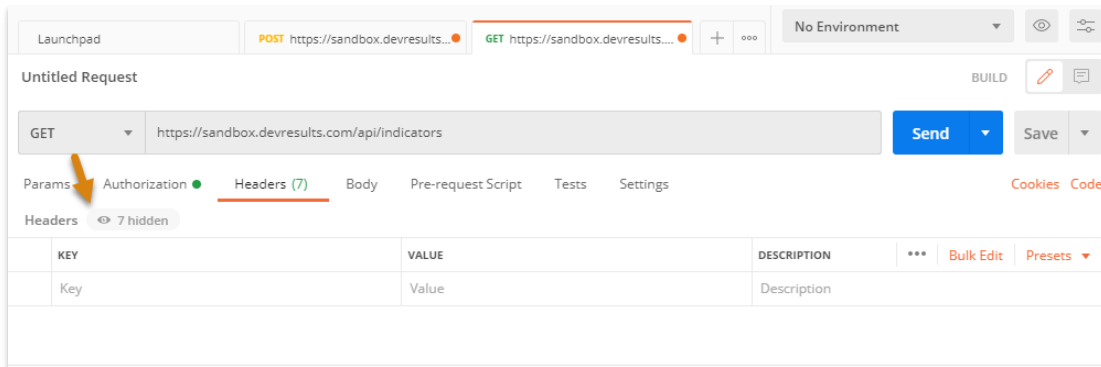 Launchpad
POST https://sandbox.devresults...
GET https://sandbox.devresults....
No Environment
Untitled Request
BUILD
GET
https://sandbox.devresults.com/api/indicators
Send
Save
Params
Authorization
Headers (7)
Body
Pre-request Script
Tests
Settings
Cookies
Code
Headers
7 hidden
KEY
VALUE
DESCRIPTION
Bulk Edit
Presets
Key
Value
Description